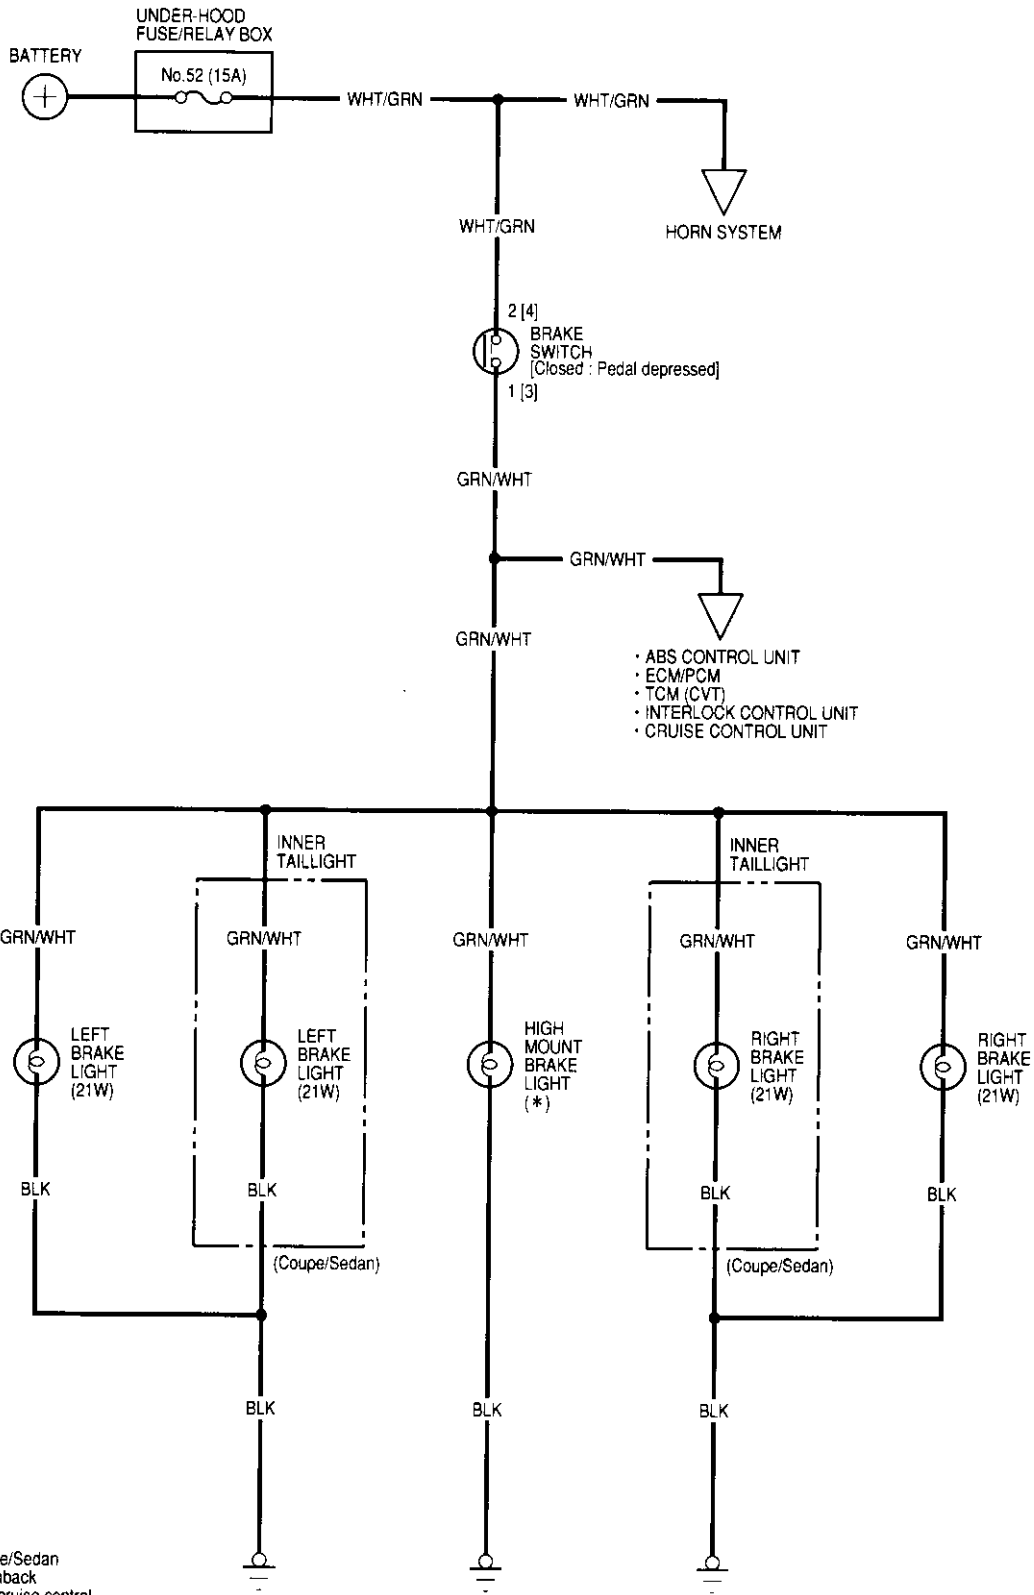 UNDER-HOOD
FUSE/RELAY BOX
BATTERY
No.52 (15A)
WHT/GRN
WHT/GRN
WHT/GRN
HORN SYSTEM
2 [4]
BRAKE
SWITCH
[Closed : Pedal depressed]
1 [3]
GRN/WHT
GRN/WHT
GRN/WHT
· ABS CONTROL UNIT
· ECM/PCM
· TCM (CVT)
· INTERLOCK CONTROL UNIT
· CRUISE CONTROL UNIT
INNER
TAILLIGHT
INNER
TAILLIGHT
GRN/WHT
GRN/WHT
GRN/WHT
GRN/WHT
GRN/WHT
LEFT
BRAKE
LIGHT
(21W)
LEFT
BRAKE
LIGHT
(21W)
HIGH
MOUNT
BRAKE
LIGHT
(*)
RIGHT
BRAKE
LIGHT
(21W)
RIGHT
BRAKE
LIGHT
(21W)
BLK
BLK
BLK
BLK
(Coupe/Sedan)
(Coupe/Sedan)
BLK
BLK
BLK
e/Sedan